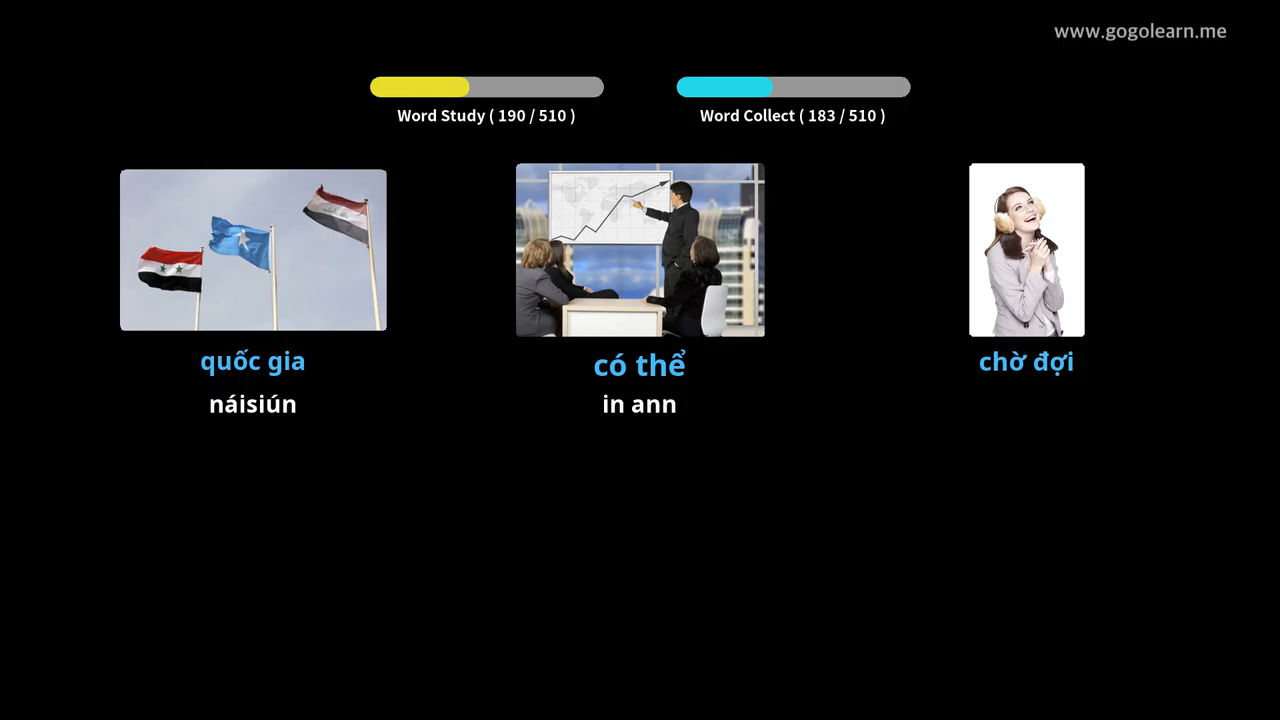 www.gogolearn.me
Word Study ( 190 / 510 )
Word Collect ( 183 / 510 )
quốc gia
náisiún
có thể
in ann
chờ đợi